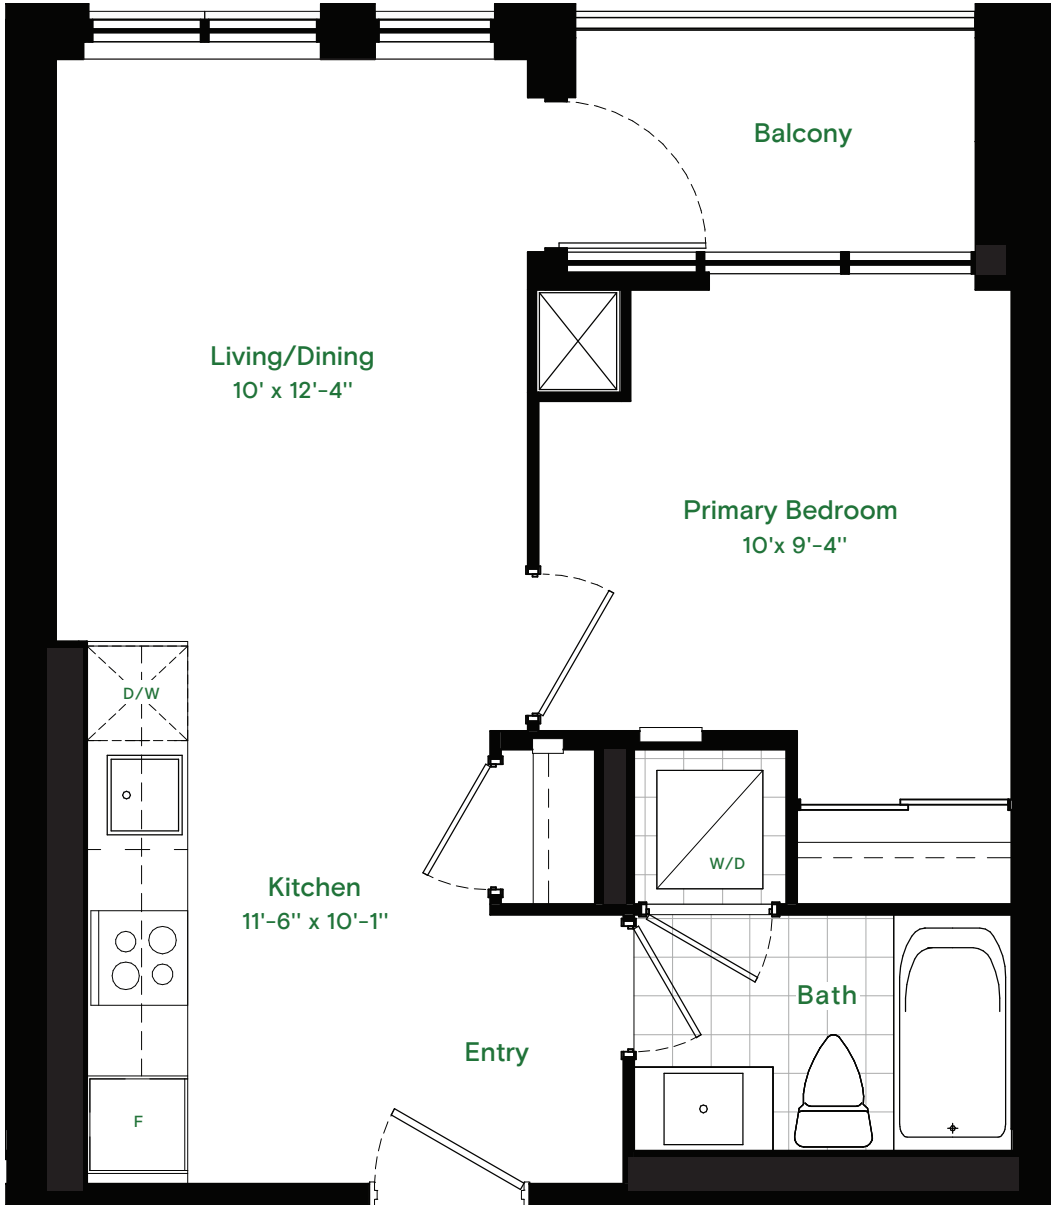 Balcony
Living/Dining
10' x 12'-4"
Primary Bedroom
10'x 9'-4"
D/W
W/D
Kitchen
11'-6" x 10'-1"
Bath
Entry
F